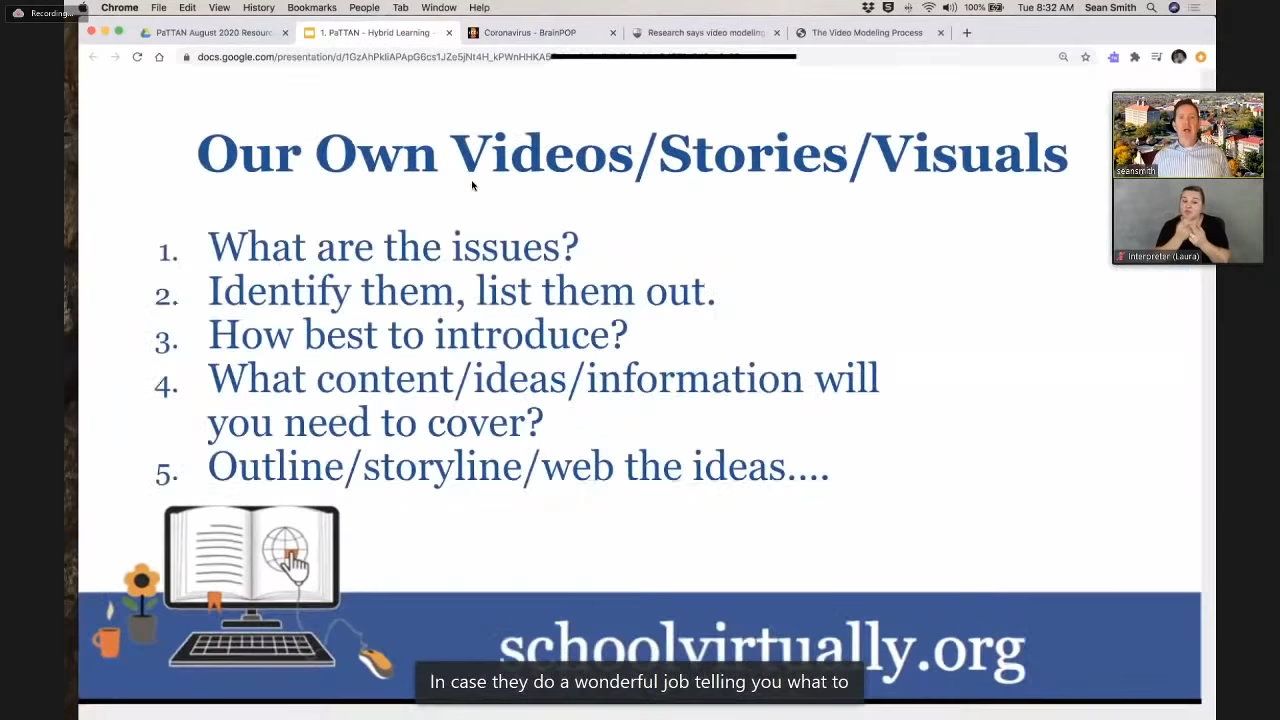 Recording...
Chrome File Edit View History Bookmarks People Tab Window Help
100% Tue 8:32 AM Sean Smith
PaTTAN August 2020 Resour
1. PaTTAN - Hybrid Learning -
Coronavirus - BrainPOP
Research says video modeling
The Video Modeling Process
docs.google.com/presentation/d/1GzAhPkliAPApG6cs1JZe5jNt4H_kPWnHHKA5
Our Own Videos/Stories/Visuals
seansmith
Interpreter (Laura)
1. What are the issues?
2. Identify them, list them out.
3. How best to introduce?
4. What content/ideas/information will
you need to cover?
5. Outline/storyline/web the ideas....
schoolvirtually.org
In case they do a wonderful job telling you what to